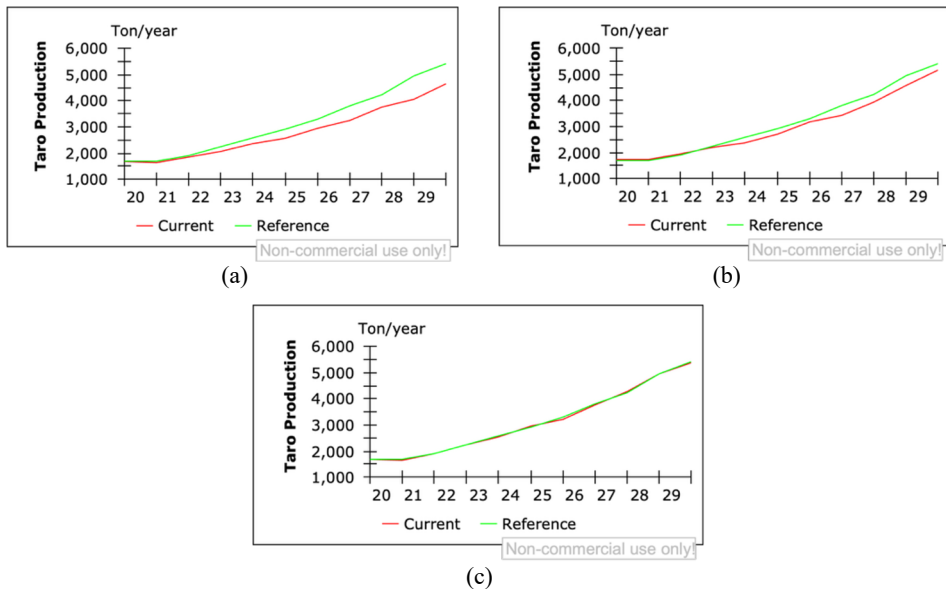 Ton/year
Taro Production
6,000
5,000
4,000
3,000
2,000
1,000
20 21 22 23 24 25 26 27 28 29
Current Reference
Non-commercial use only!
(a)
Ton/year
Taro Production
6,000
5,000
4,000
3,000
2,000
1,000
20 21 22 23 24 25 26 27 28 29
Current Reference
Non-commercial use only!
(b)
Ton/year
Taro Production
6,000
5,000
4,000
3,000
2,000
1,000
20 21 22 23 24 25 26 27 28 29
Current Reference
Non-commercial use only!
(c)